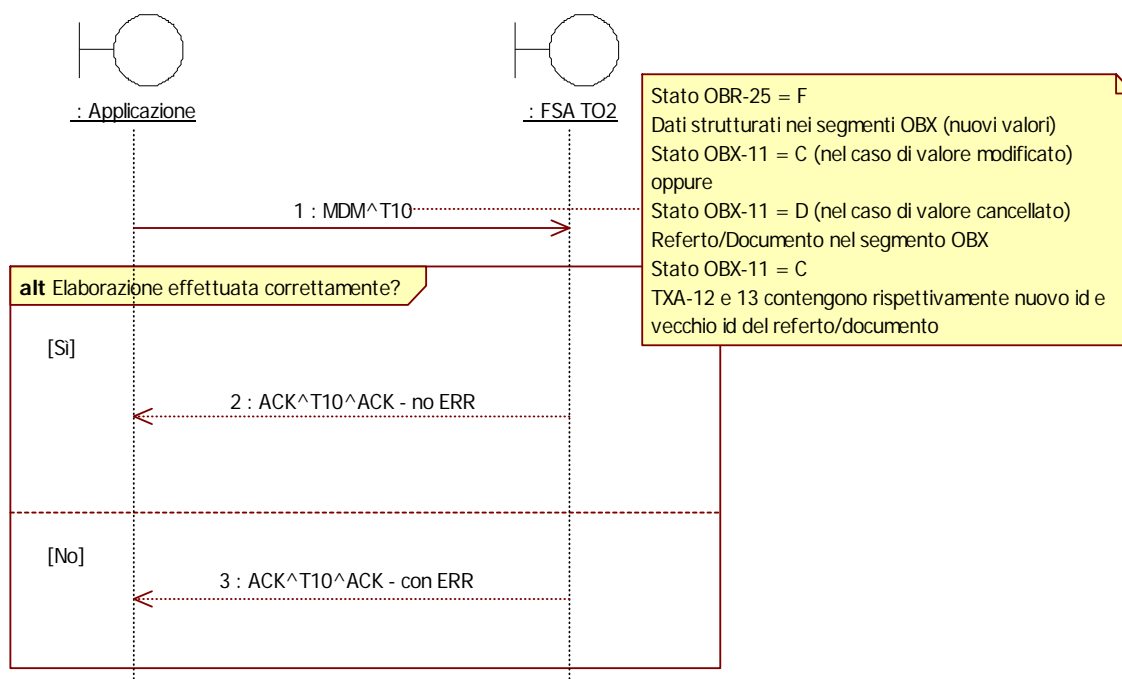 : Applicazione
: FSA TO2
Stato OBR-25 = F
Dati strutturati nei segmenti OBX (nuovi valori)
Stato OBX-11 = C (nel caso di valore modificato)
oppure
Stato OBX-11 = D (nel caso di valore cancellato)
Referto/Documento nel segmento OBX
Stato OBX-11 = C
TXA-12 e 13 contengono rispettivamente nuovo id e
vecchio id del referto/documento
1 : MDM^T10
alt Elaborazione effettuata correttamente?
[Sì]
2 : ACK^T10^ACK - no ERR
[No]
3 : ACK^T10^ACK - con ERR